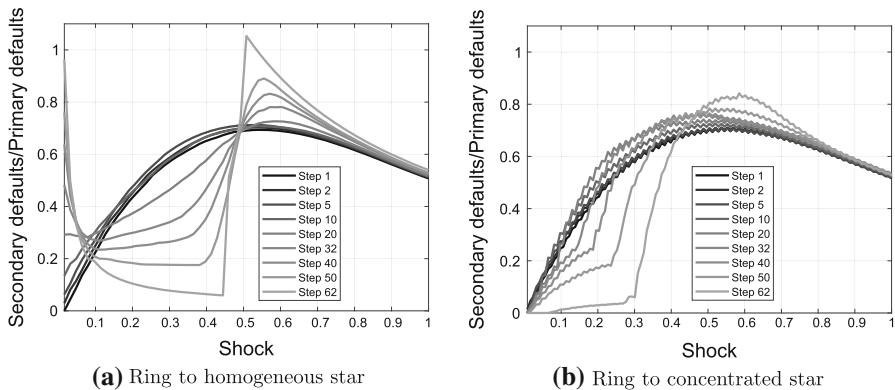 Secondary defaults/Primary defaults
1
0.8
0.6
0.4
0.2
0
0.1 0.2 0.3 0.4 0.5 0.6 0.7 0.8 0.9 1
Step 1
Step 2
Step 5
Step 10
Step 20
Step 32
Step 40
Step 50
Step 62
Shock
(a) Ring to homogeneous star
Secondary defaults/Primary defaults
1
0.8
0.6
0.4
0.2
0
0.1 0.2 0.3 0.4 0.5 0.6 0.7 0.8 0.9 1
Step 1
Step 2
Step 5
Step 10
Step 20
Step 32
Step 40
Step 50
Step 62
Shock
(b) Ring to concentrated star